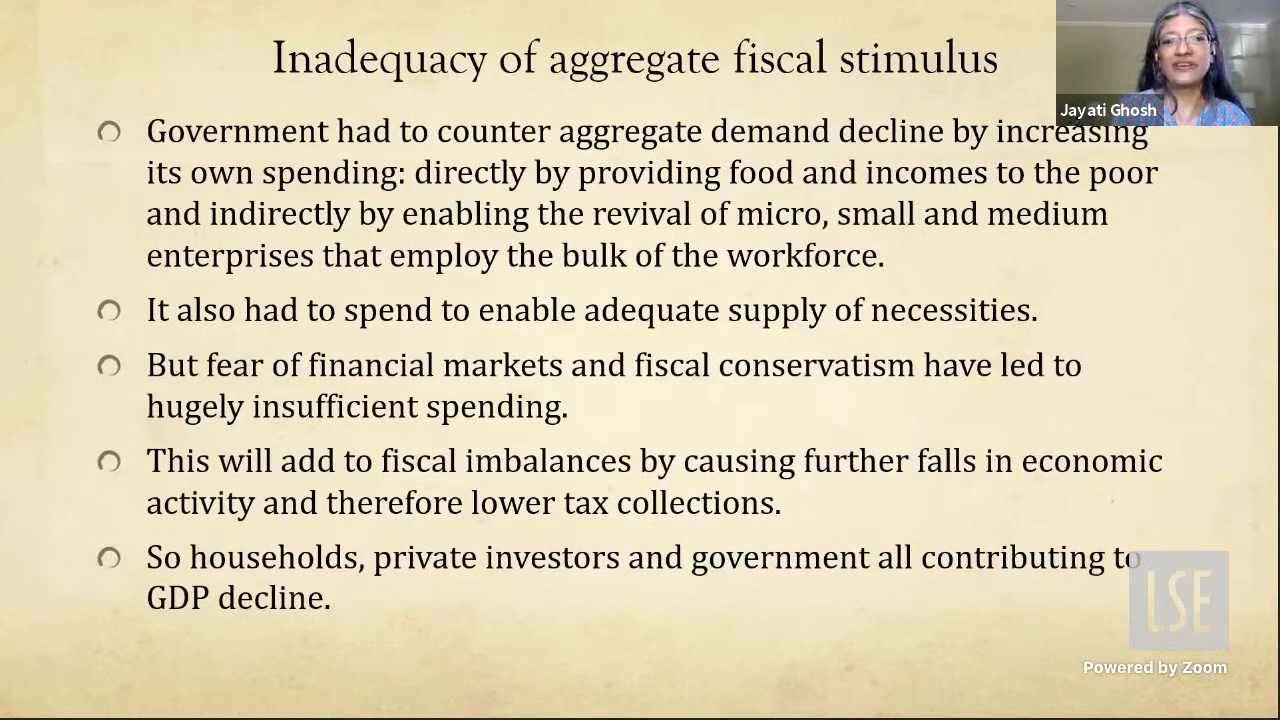 Inadequacy of aggregate fiscal stimulus
Jayati Ghosh
Government had to counter aggregate demand decline by increasing
its own spending: directly by providing food and incomes to the poor
and indirectly by enabling the revival of micro, small and medium
enterprises that employ the bulk of the workforce.
It also had to spend to enable adequate supply of necessities.
But fear of financial markets and fiscal conservatism have led to
hugely insufficient spending.
This will add to fiscal imbalances by causing further falls in economic
activity and therefore lower tax collections.
So households, private investors and government all contributing to
GDP decline.
LSE
Powered by Zoom